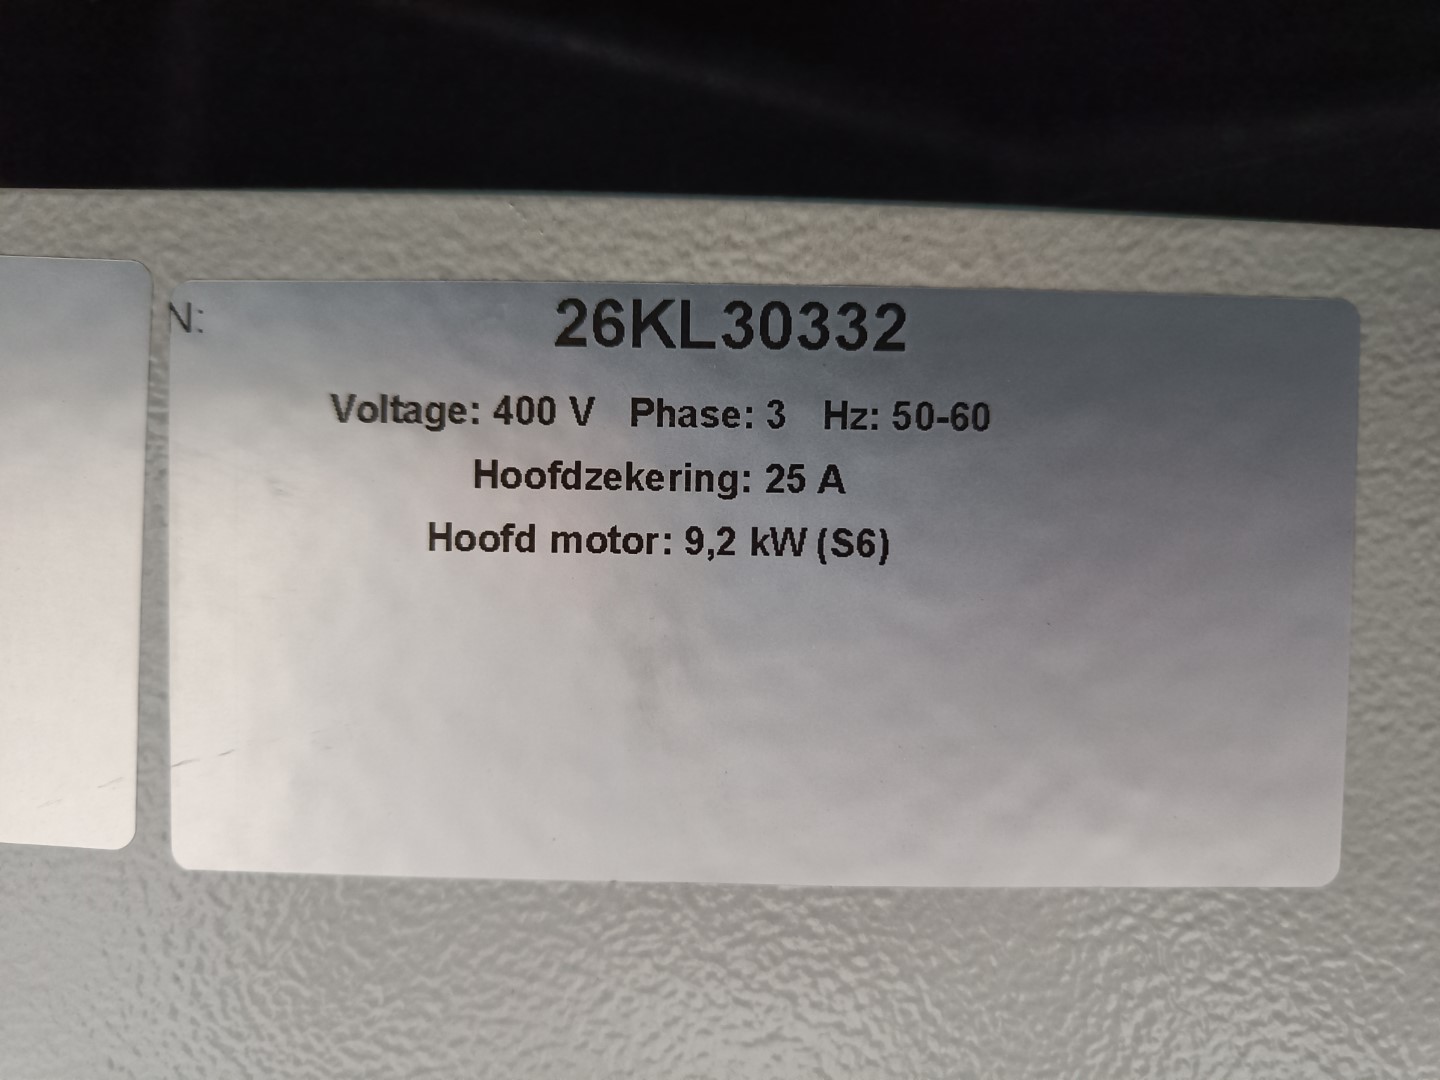 N: 26KL30332
Voltage: 400 V Phase: 3 Hz: 50-60
Hoofdzekering: 25 A
Hoofd motor: 9,2 kW (S6)